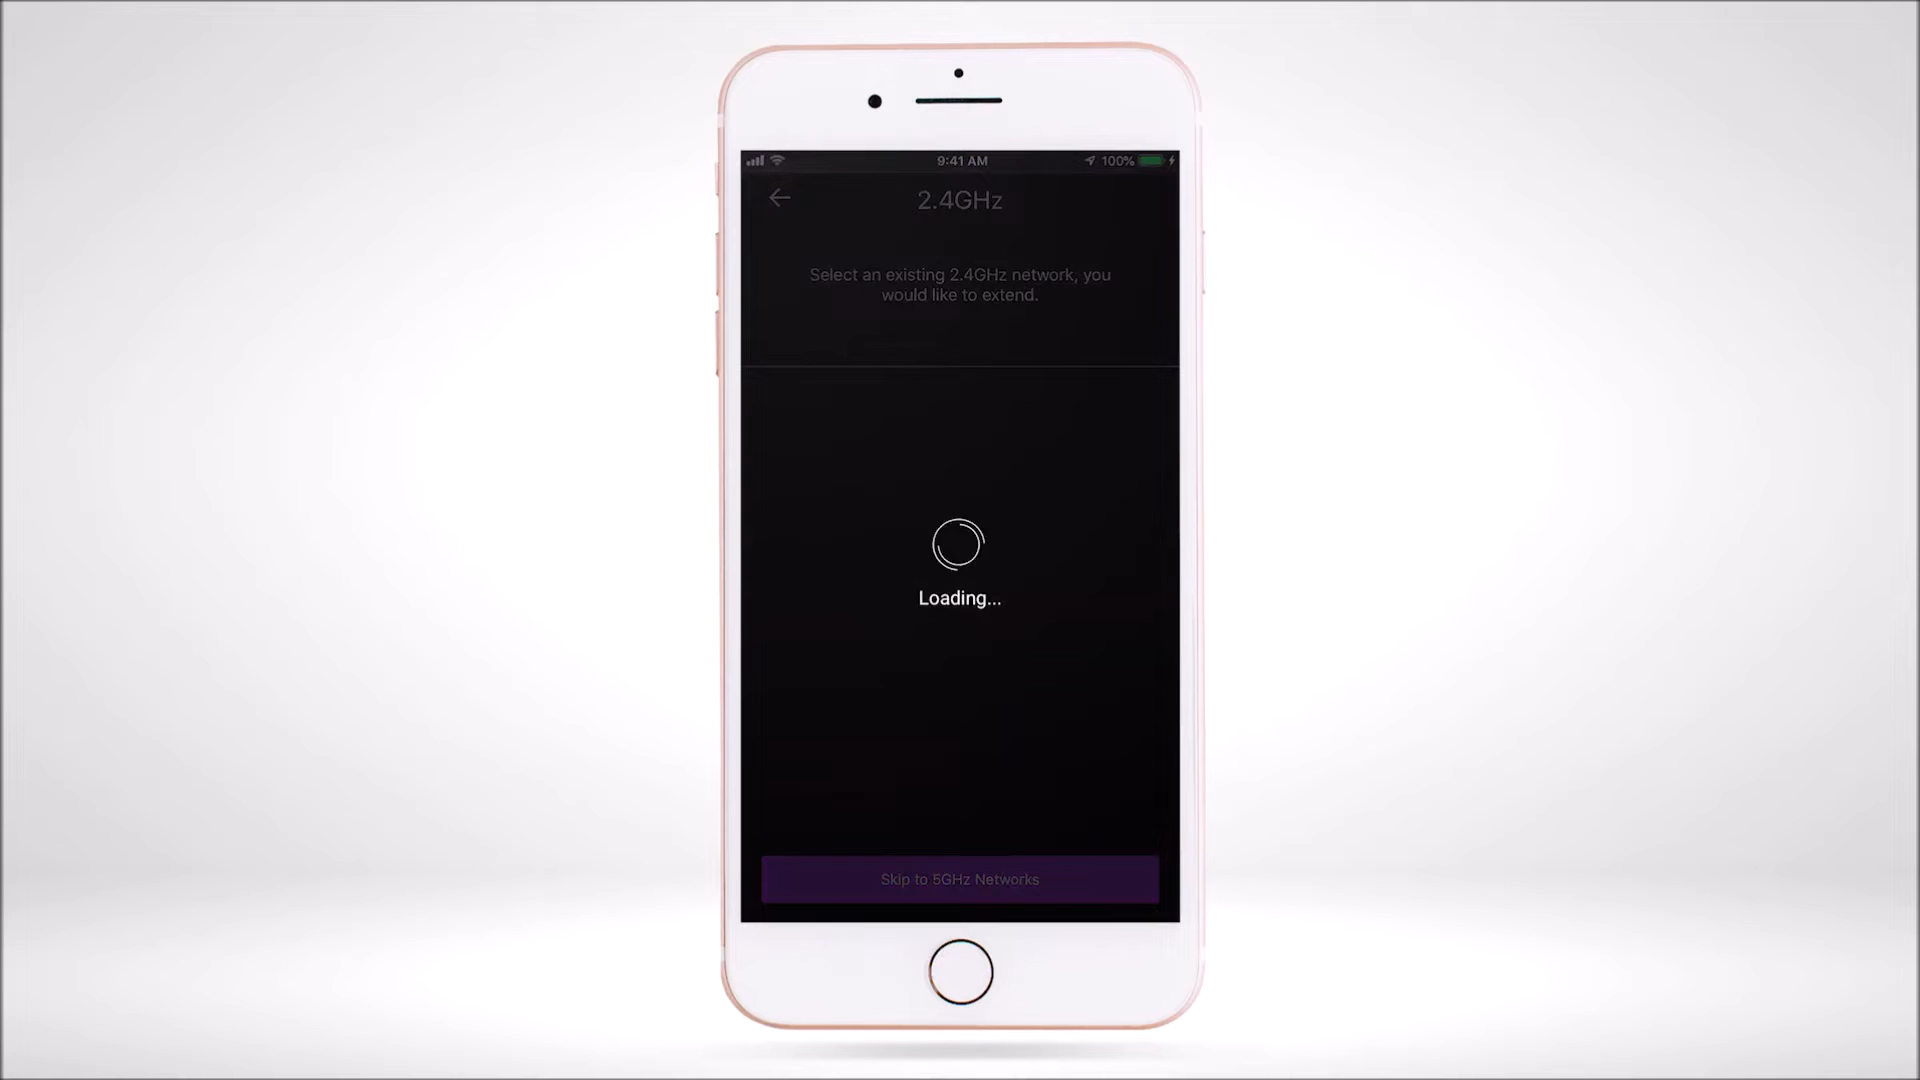 9:41 AM
100%
2.4GHz
Select an existing 2.4GHz network, you
would like to extend.
Loading...
Skip to 5GHz Networks